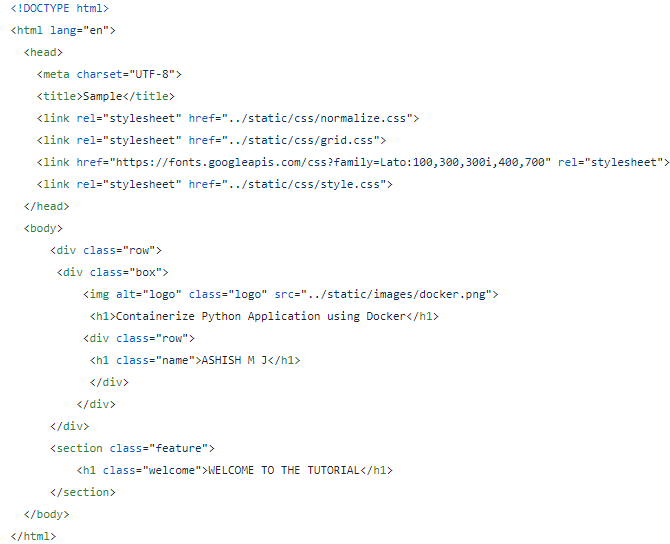 <!DOCTYPE html>
<html lang="en">
<head>
<meta charset="UTF-8">
<title>Sample</title>
<link rel="stylesheet" href="../static/css/normalize.css">
<link rel="stylesheet" href="../static/css/grid.css">
<link href="https://fonts.googleapis.com/css?family=Lato:100,300,300i,400,700" rel="stylesheet">
<link rel="stylesheet" href="../static/css/style.css">
</head>
<body>
<div class="row">
<div class="box">
<img alt="logo" class="logo" src="../static/images/docker.png">
<h1>Containerize Python Application using Docker</h1>
<div class="row">
<h1 class="name">ASHISH M J</h1>
</div>
</div>
</div>
<section class="feature">
<h1 class="welcome">WELCOME TO THE TUTORIAL</h1>
</section>
</body>
</html>